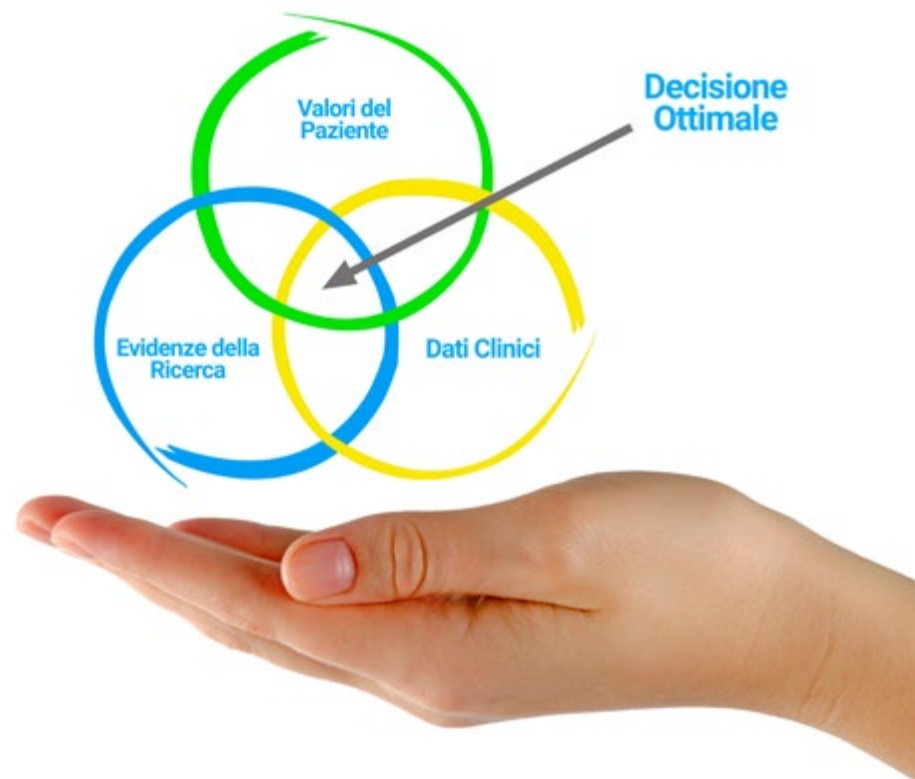 Valori del
Paziente
Decisione
Ottimale
Evidenze della
Ricerca
Dati Clinici